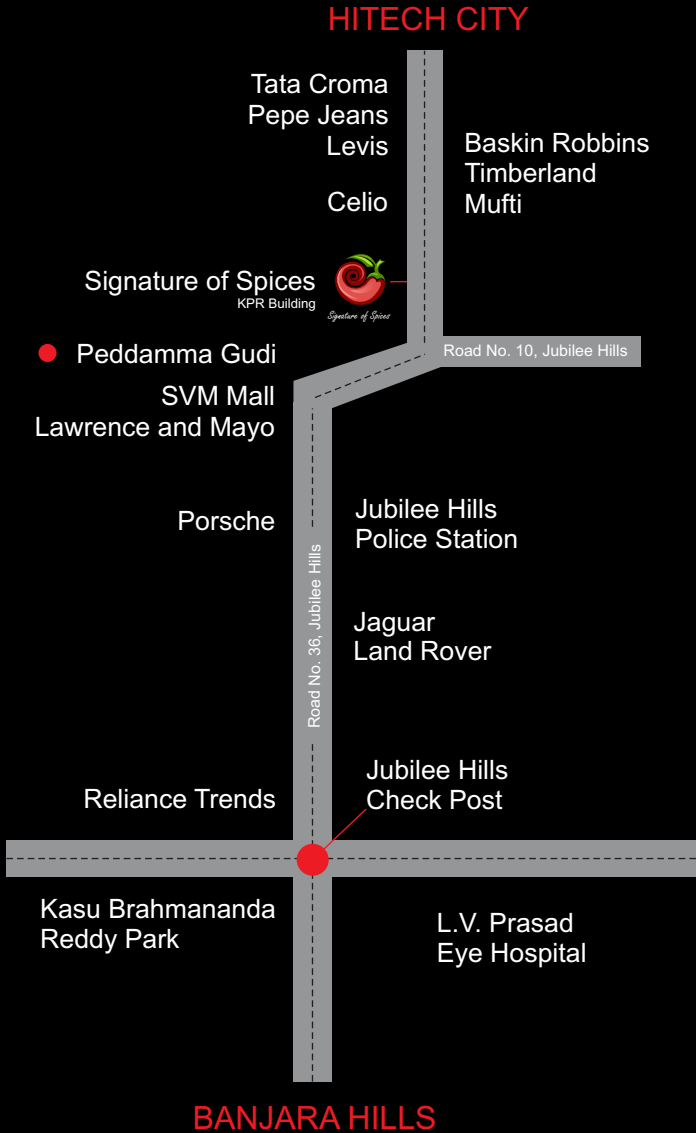 HITECH CITY
Tata Croma
Pepe Jeans
Levis
Baskin Robbins
Timberland
Mufti
Celio
Signature of Spices
KPR Building
Signature of Spices
Road No. 10, Jubilee Hills
Peddamma Gudi
SVM Mall
Lawrence and Mayo
Porsche
Jubilee Hills
Police Station
Road No. 36, Jubilee Hills
Jaguar
Land Rover
Jubilee Hills
Check Post
Reliance Trends
Kasu Brahmananda
Reddy Park
L.V. Prasad
Eye Hospital
BANJARA HILLS